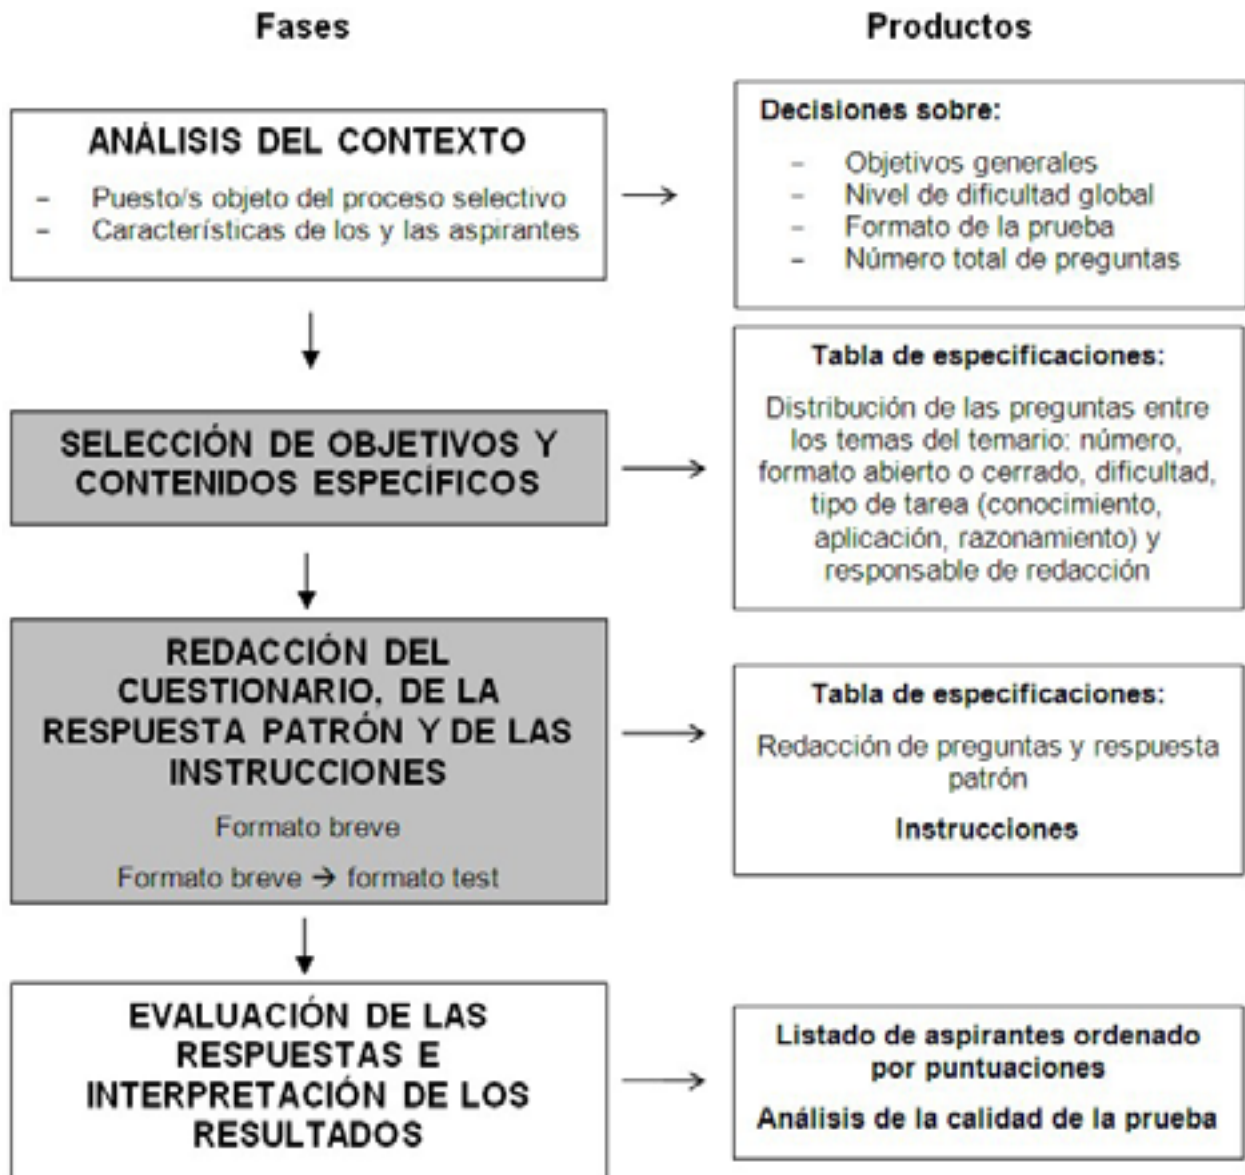 Fases
Productos
ANÁLISIS DEL CONTEXTO
- Puesto/s objeto del proceso selectivo
- Características de los y las aspirantes
Decisiones sobre:
- Objetivos generales
- Nivel de dificultad global
- Formato de la prueba
- Número total de preguntas
SELECCIÓN DE OBJETIVOS Y
CONTENIDOS ESPECÍFICOS
Tabla de especificaciones:
Distribución de las preguntas entre
los temas del temario: número,
formato abierto o cerrado, dificultad,
tipo de tarea (conocimiento,
aplicación, razonamiento) y
responsable de redacción
REDACCIÓN DEL
CUESTIONARIO, DE LA
RESPUESTA PATRÓN Y DE LAS
INSTRUCCIONES
Formato breve
Formato breve → formato test
Tabla de especificaciones:
Redacción de preguntas y respuesta
patrón
Instrucciones
EVALUACIÓN DE LAS
RESPUESTAS E
INTERPRETACIÓN DE LOS
RESULTADOS
Listado de aspirantes ordenado
por puntuaciones
Análisis de la calidad de la prueba